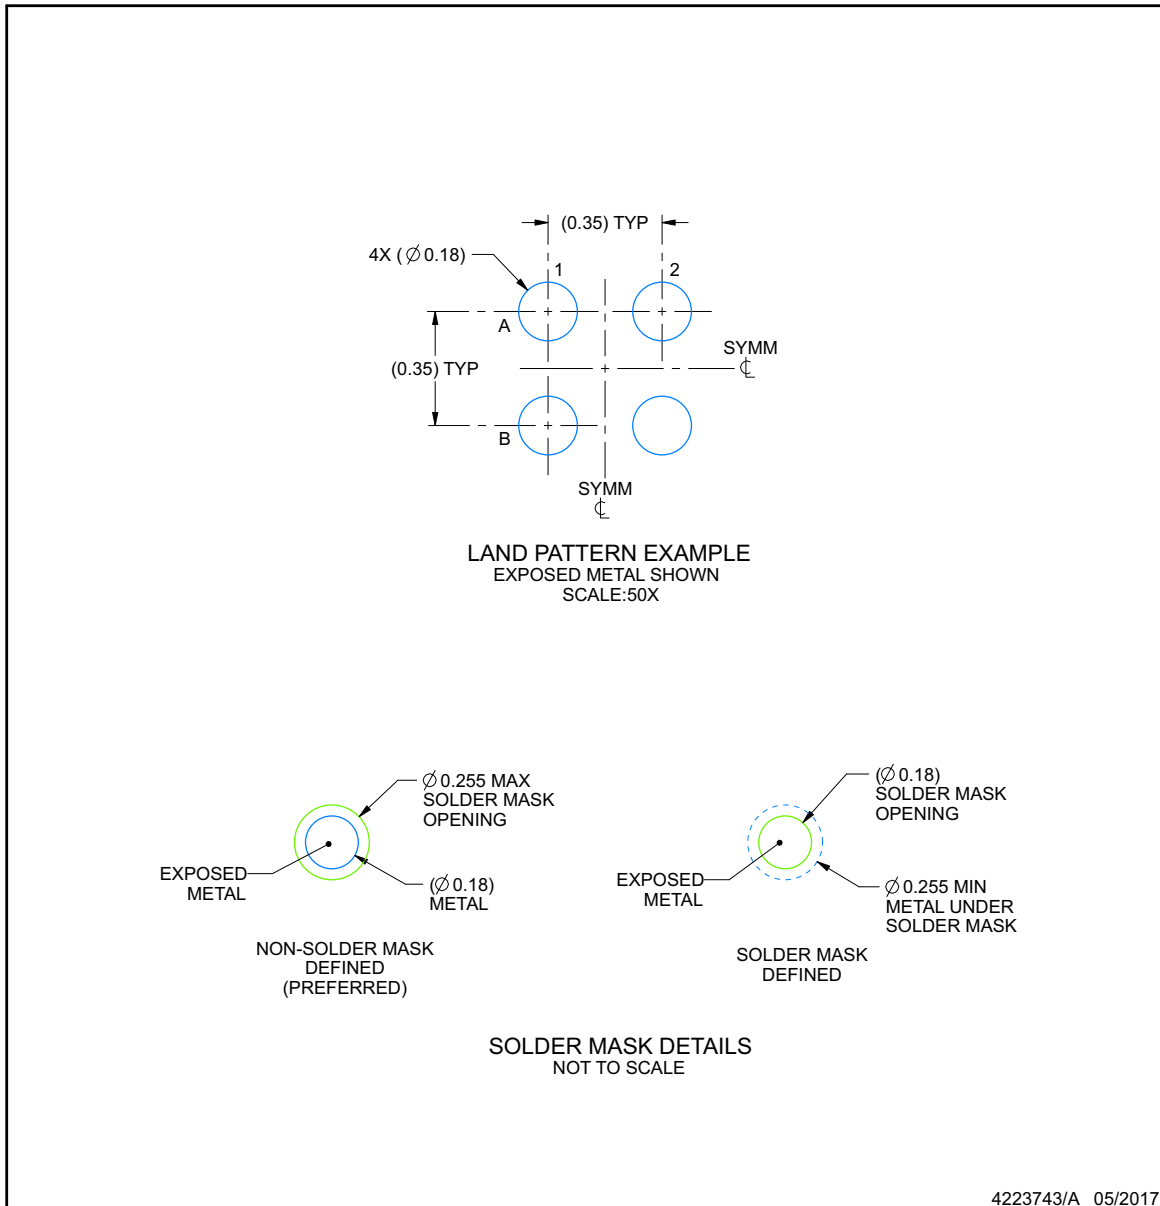 (0.35) TYP
4X ( ∅ 0.18)
1
2
A
SYMM
℄
(0.35) TYP
B
SYMM
℄
LAND PATTERN EXAMPLE
EXPOSED METAL SHOWN
SCALE:50X
∅ 0.255 MAX
SOLDER MASK
OPENING
EXPOSED
METAL
(∅ 0.18)
METAL
NON-SOLDER MASK
DEFINED
(PREFERRED)
(∅ 0.18)
SOLDER MASK
OPENING
EXPOSED
METAL
∅ 0.255 MIN
METAL UNDER
SOLDER MASK
SOLDER MASK
DEFINED
SOLDER MASK DETAILS
NOT TO SCALE
4223743/A 05/2017